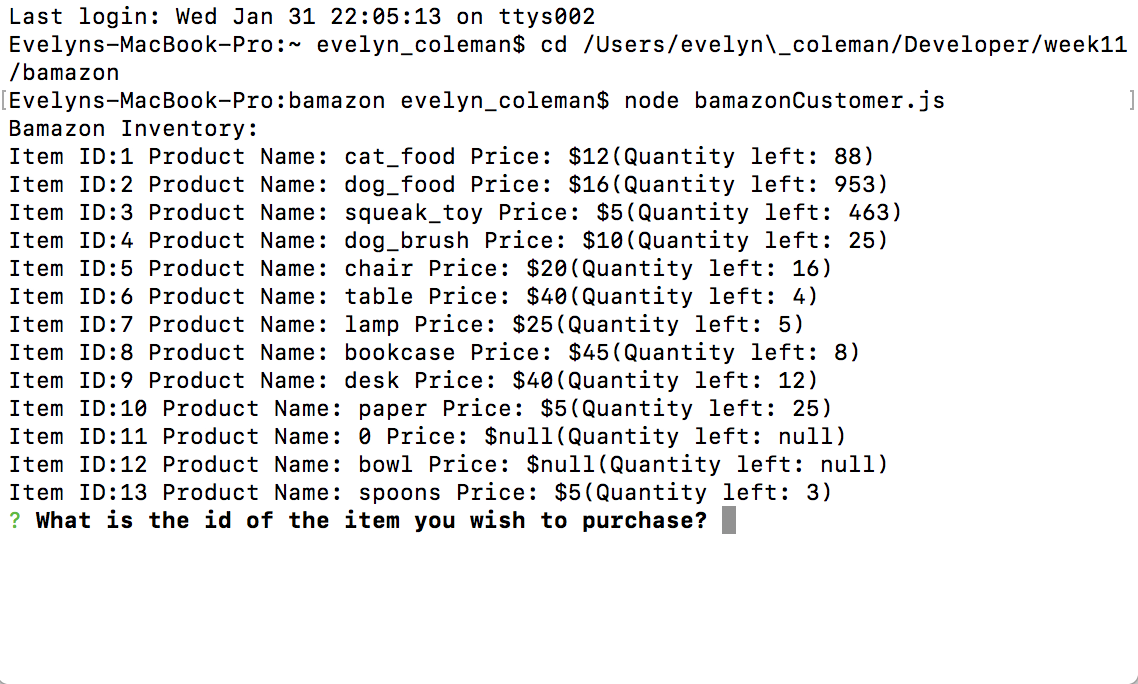 Last login: Wed Jan 31 22:05:13 on ttys002
Evelyns-MacBook-Pro:~ evelyn_coleman$ cd /Users/evelyn\_coleman/Developer/week11
/bamazon
[Evelyns-MacBook-Pro:bamazon evelyn_coleman$ node bamazonCustomer.js ]
Bamazon Inventory:
Item ID:1 Product Name: cat_food Price: $12(Quantity left: 88)
Item ID:2 Product Name: dog_food Price: $16(Quantity left: 953)
Item ID:3 Product Name: squeak_toy Price: $5(Quantity left: 463)
Item ID:4 Product Name: dog_brush Price: $10(Quantity left: 25)
Item ID:5 Product Name: chair Price: $20(Quantity left: 16)
Item ID:6 Product Name: table Price: $40(Quantity left: 4)
Item ID:7 Product Name: lamp Price: $25(Quantity left: 5)
Item ID:8 Product Name: bookcase Price: $45(Quantity left: 8)
Item ID:9 Product Name: desk Price: $40(Quantity left: 12)
Item ID:10 Product Name: paper Price: $5(Quantity left: 25)
Item ID:11 Product Name: 0 Price: $null(Quantity left: null)
Item ID:12 Product Name: bowl Price: $null(Quantity left: null)
Item ID:13 Product Name: spoons Price: $5(Quantity left: 3)
? What is the id of the item you wish to purchase?